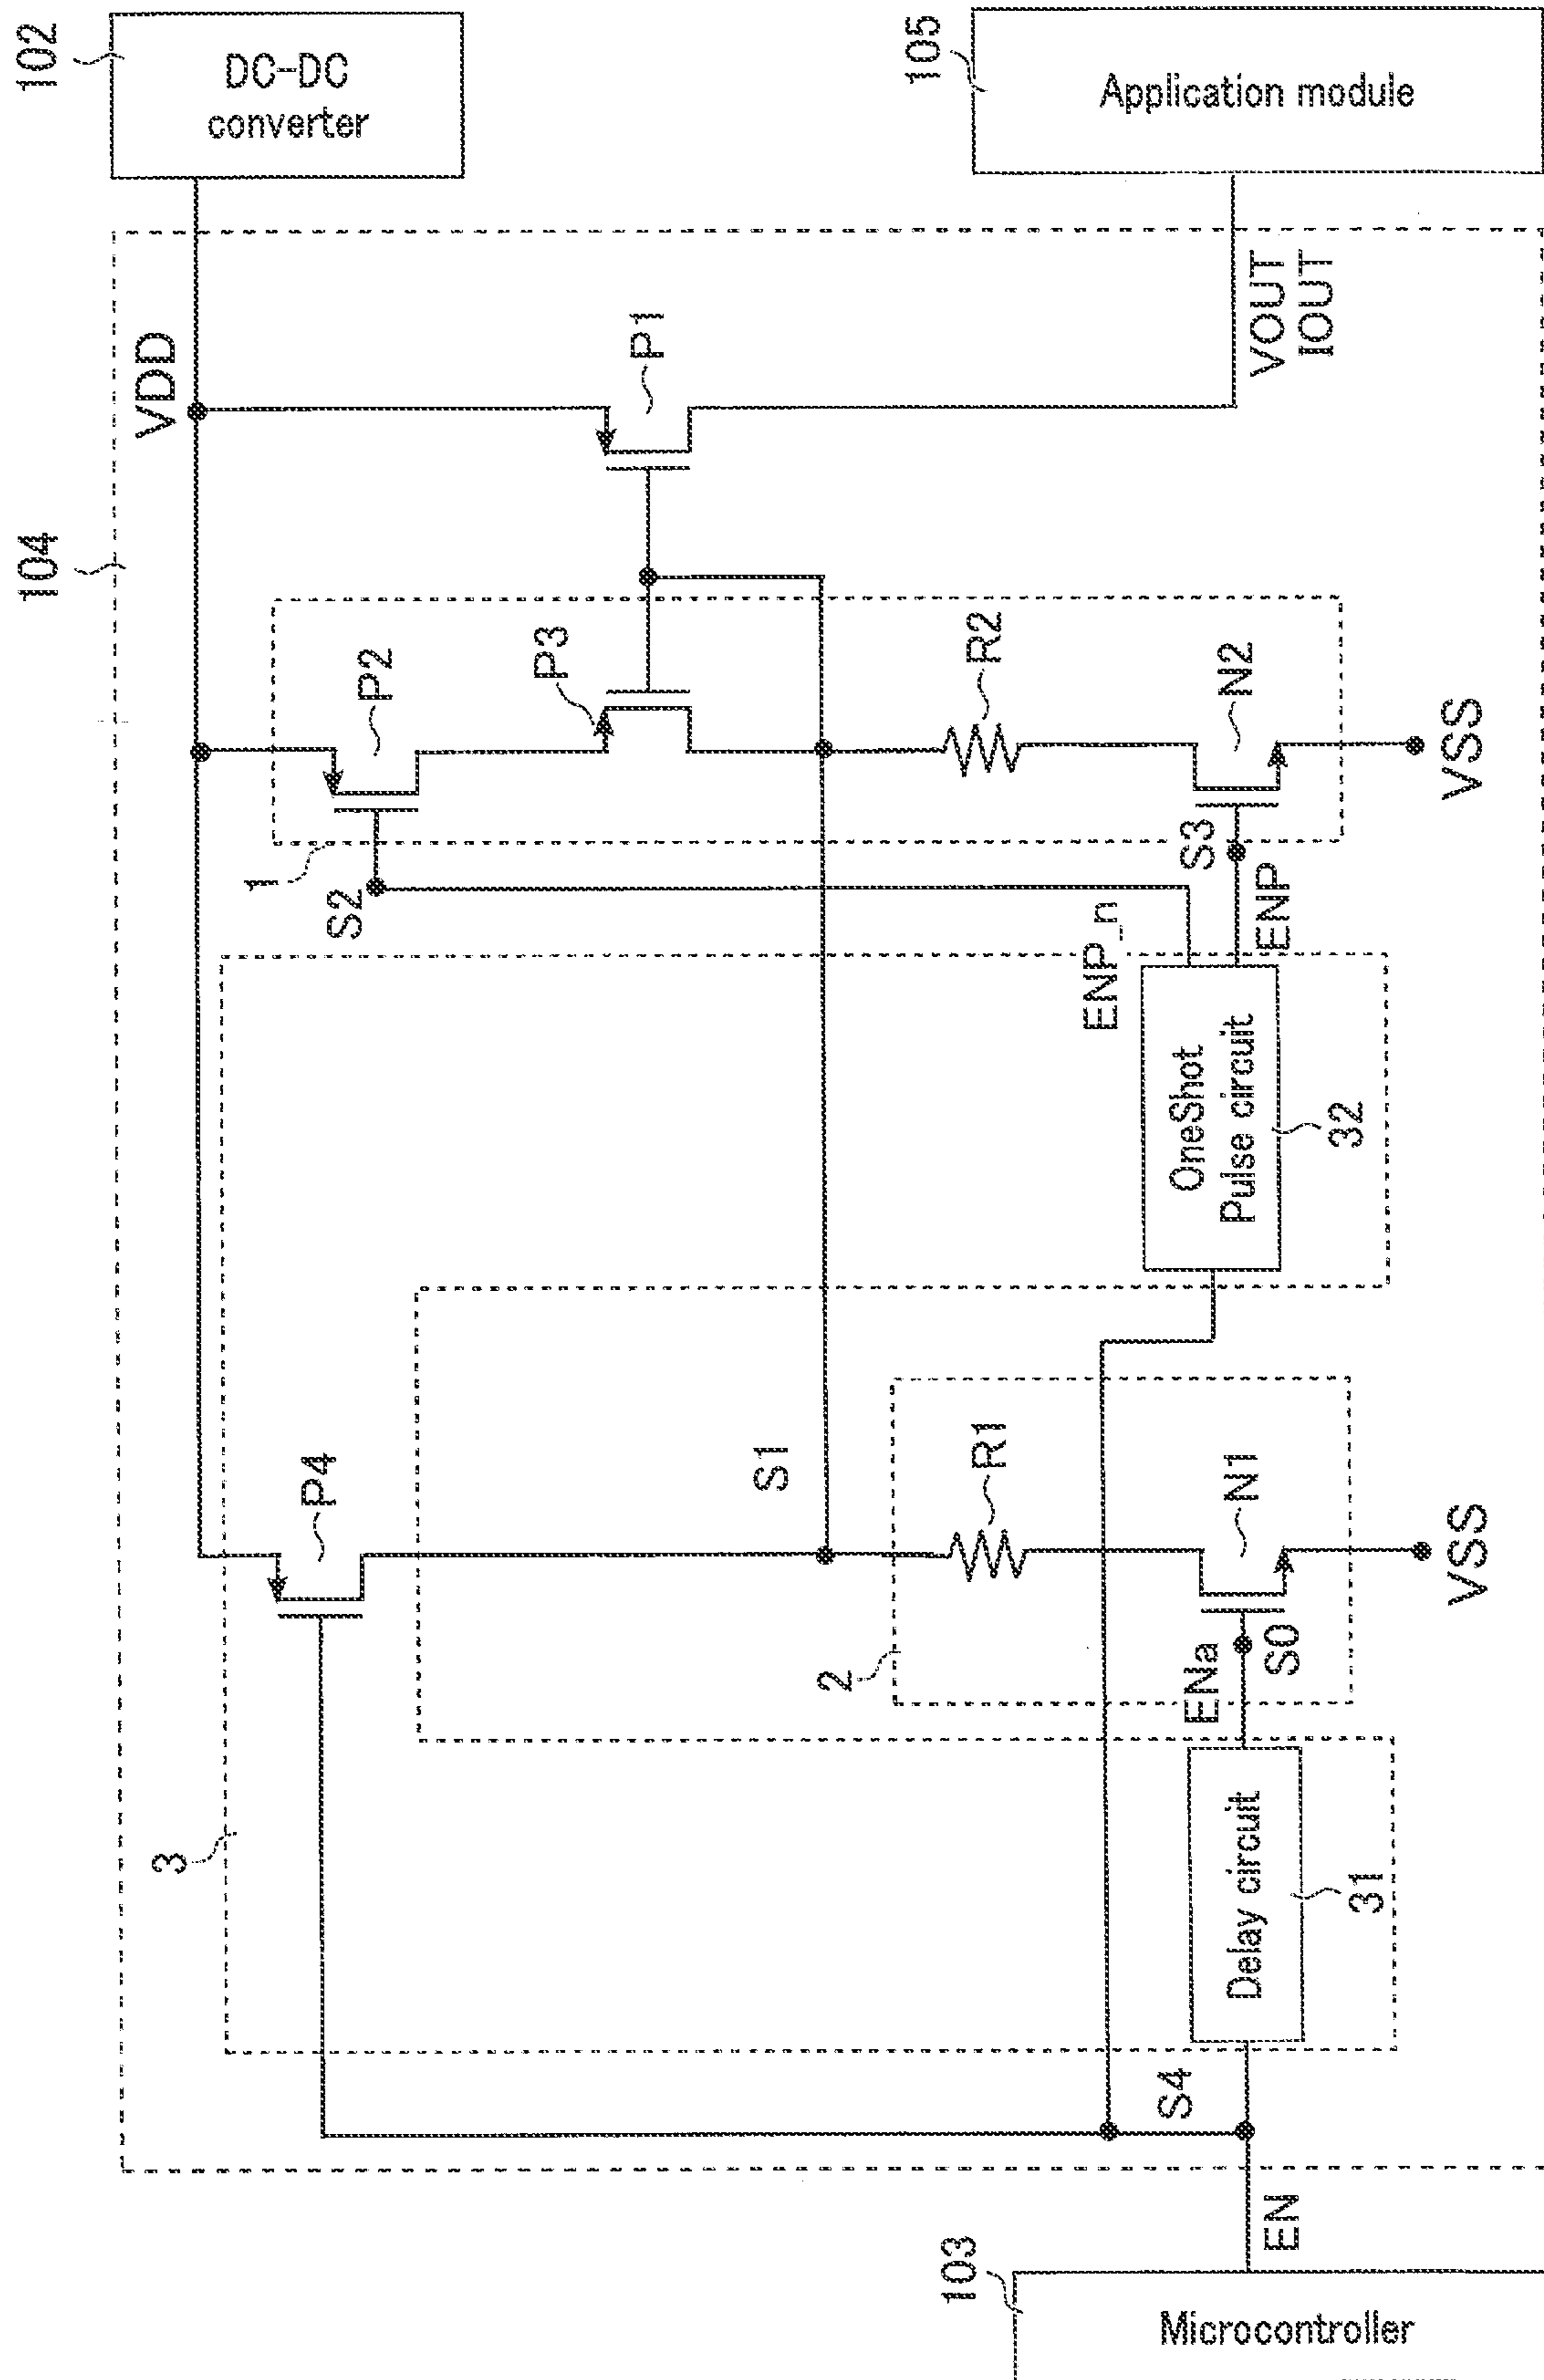 102
DC-DC
converter
105
Application module
104
VDD
P1
VOUT
IOUT
1
P2
P3
R2
N2
VSS
S2
S3
ENP_n
ENP
OneShot
Pulse circuit
32
3
P4
S1
2
R1
N1
VSS
ENa
S0
Delay circuit
31
S4
EN
103
Microcontroller